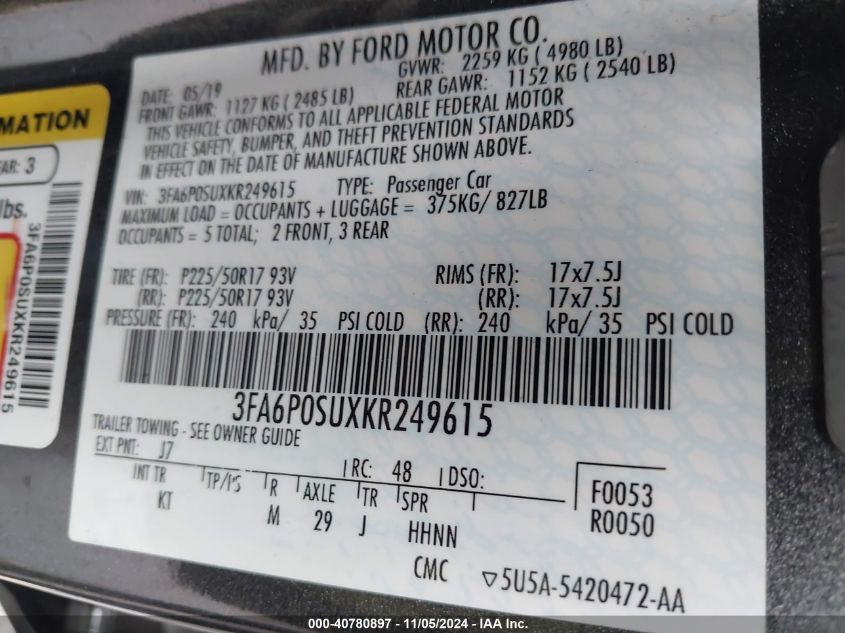 MFD. BY FORD MOTOR CO.
DATE: 05/19 GVWR: 2259 KG ( 4980 LB)
FRONT GAWR: 1127 KG ( 2485 LB) REAR GAWR: 1152 KG ( 2540 LB)
THIS VEHICLE CONFORMS TO ALL APPLICABLE FEDERAL MOTOR
VEHICLE SAFETY, BUMPER, AND THEFT PREVENTION STANDARDS
IN EFFECT ON THE DATE OF MANUFACTURE SHOWN ABOVE.
VIN: 3FA6P0SUXKR249615 TYPE: Passenger Car
MAXIMUM LOAD = OCCUPANTS + LUGGAGE = 375KG/ 827LB
OCCUPANTS = 5 TOTAL; 2 FRONT, 3 REAR
TIRE (FR): P225/50R17 93V RIMS (FR): 17x7.5J
(RR): P225/50R17 93V (RR): 17x7.5J
PRESSURE (FR): 240 kPa/ 35 PSI COLD (RR): 240 kPa/ 35 PSI COLD
3FA6P0SUXKR249615
TRAILER TOWING - SEE OWNER GUIDE
EXT PNT: J7 RC: 48 DSO:
INT TR TP/PS R AXLE TR SPR F0053
KT M 29 J HHNN R0050
CMC 5U5A-5420472-AA
MATION
EAR: 3
lbs.
3FA6P0SUXKR249615
000-40780897 - 11/05/2024 - IAA Inc.